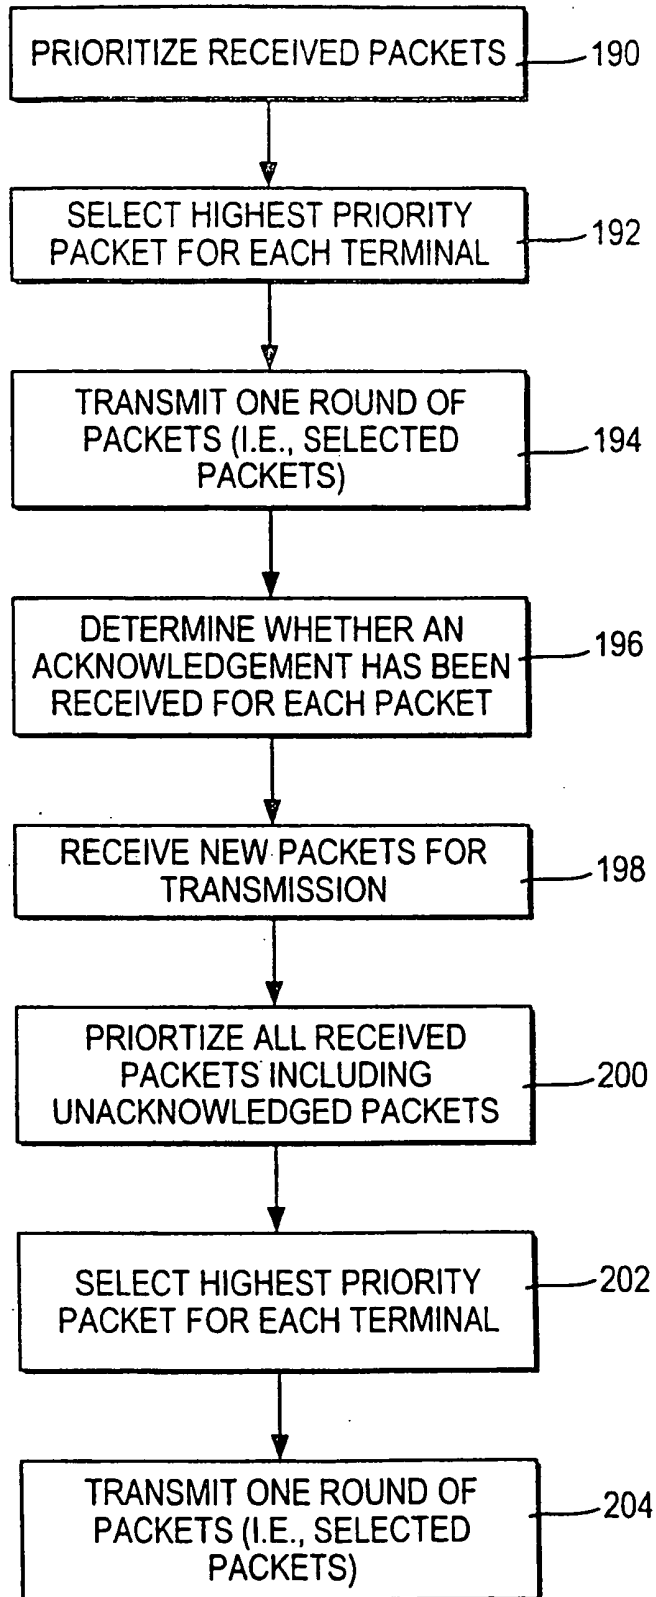 PRIORITIZE RECEIVED PACKETS
190
SELECT HIGHEST PRIORITY
PACKET FOR EACH TERMINAL
192
TRANSMIT ONE ROUND OF
PACKETS (I.E., SELECTED
PACKETS)
194
DETERMINE WHETHER AN
ACKNOWLEDGEMENT HAS BEEN
RECEIVED FOR EACH PACKET
196
RECEIVE NEW PACKETS FOR
TRANSMISSION
198
PRIORTIZE ALL RECEIVED
PACKETS INCLUDING
UNACKNOWLEDGED PACKETS
200
SELECT HIGHEST PRIORITY
PACKET FOR EACH TERMINAL
202
TRANSMIT ONE ROUND OF
PACKETS (I.E., SELECTED
PACKETS)
204